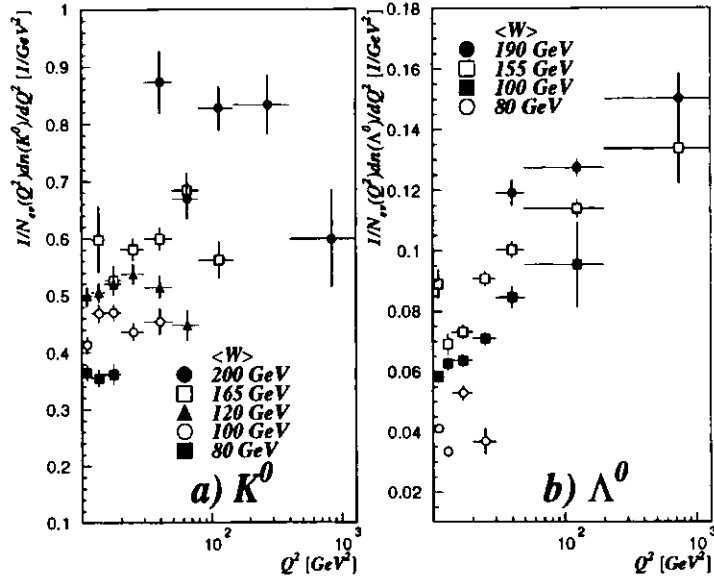 1/N_ev(Q²)dn(K⁰)/dQ² [1/GeV²]
1
0.9
0.8
0.7
0.6
0.5
0.4
0.3
0.2
0.1
<W>
200 GeV
165 GeV
120 GeV
100 GeV
80 GeV
a) K⁰
10²
10³
Q² [GeV²]
1/N_ev(Q²)dn(Λ⁰)/dQ² [1/GeV²]
0.18
0.16
0.14
0.12
0.1
0.08
0.06
0.04
0.02
<W>
190 GeV
155 GeV
100 GeV
80 GeV
b) Λ⁰
10²
10³
Q² [GeV²]